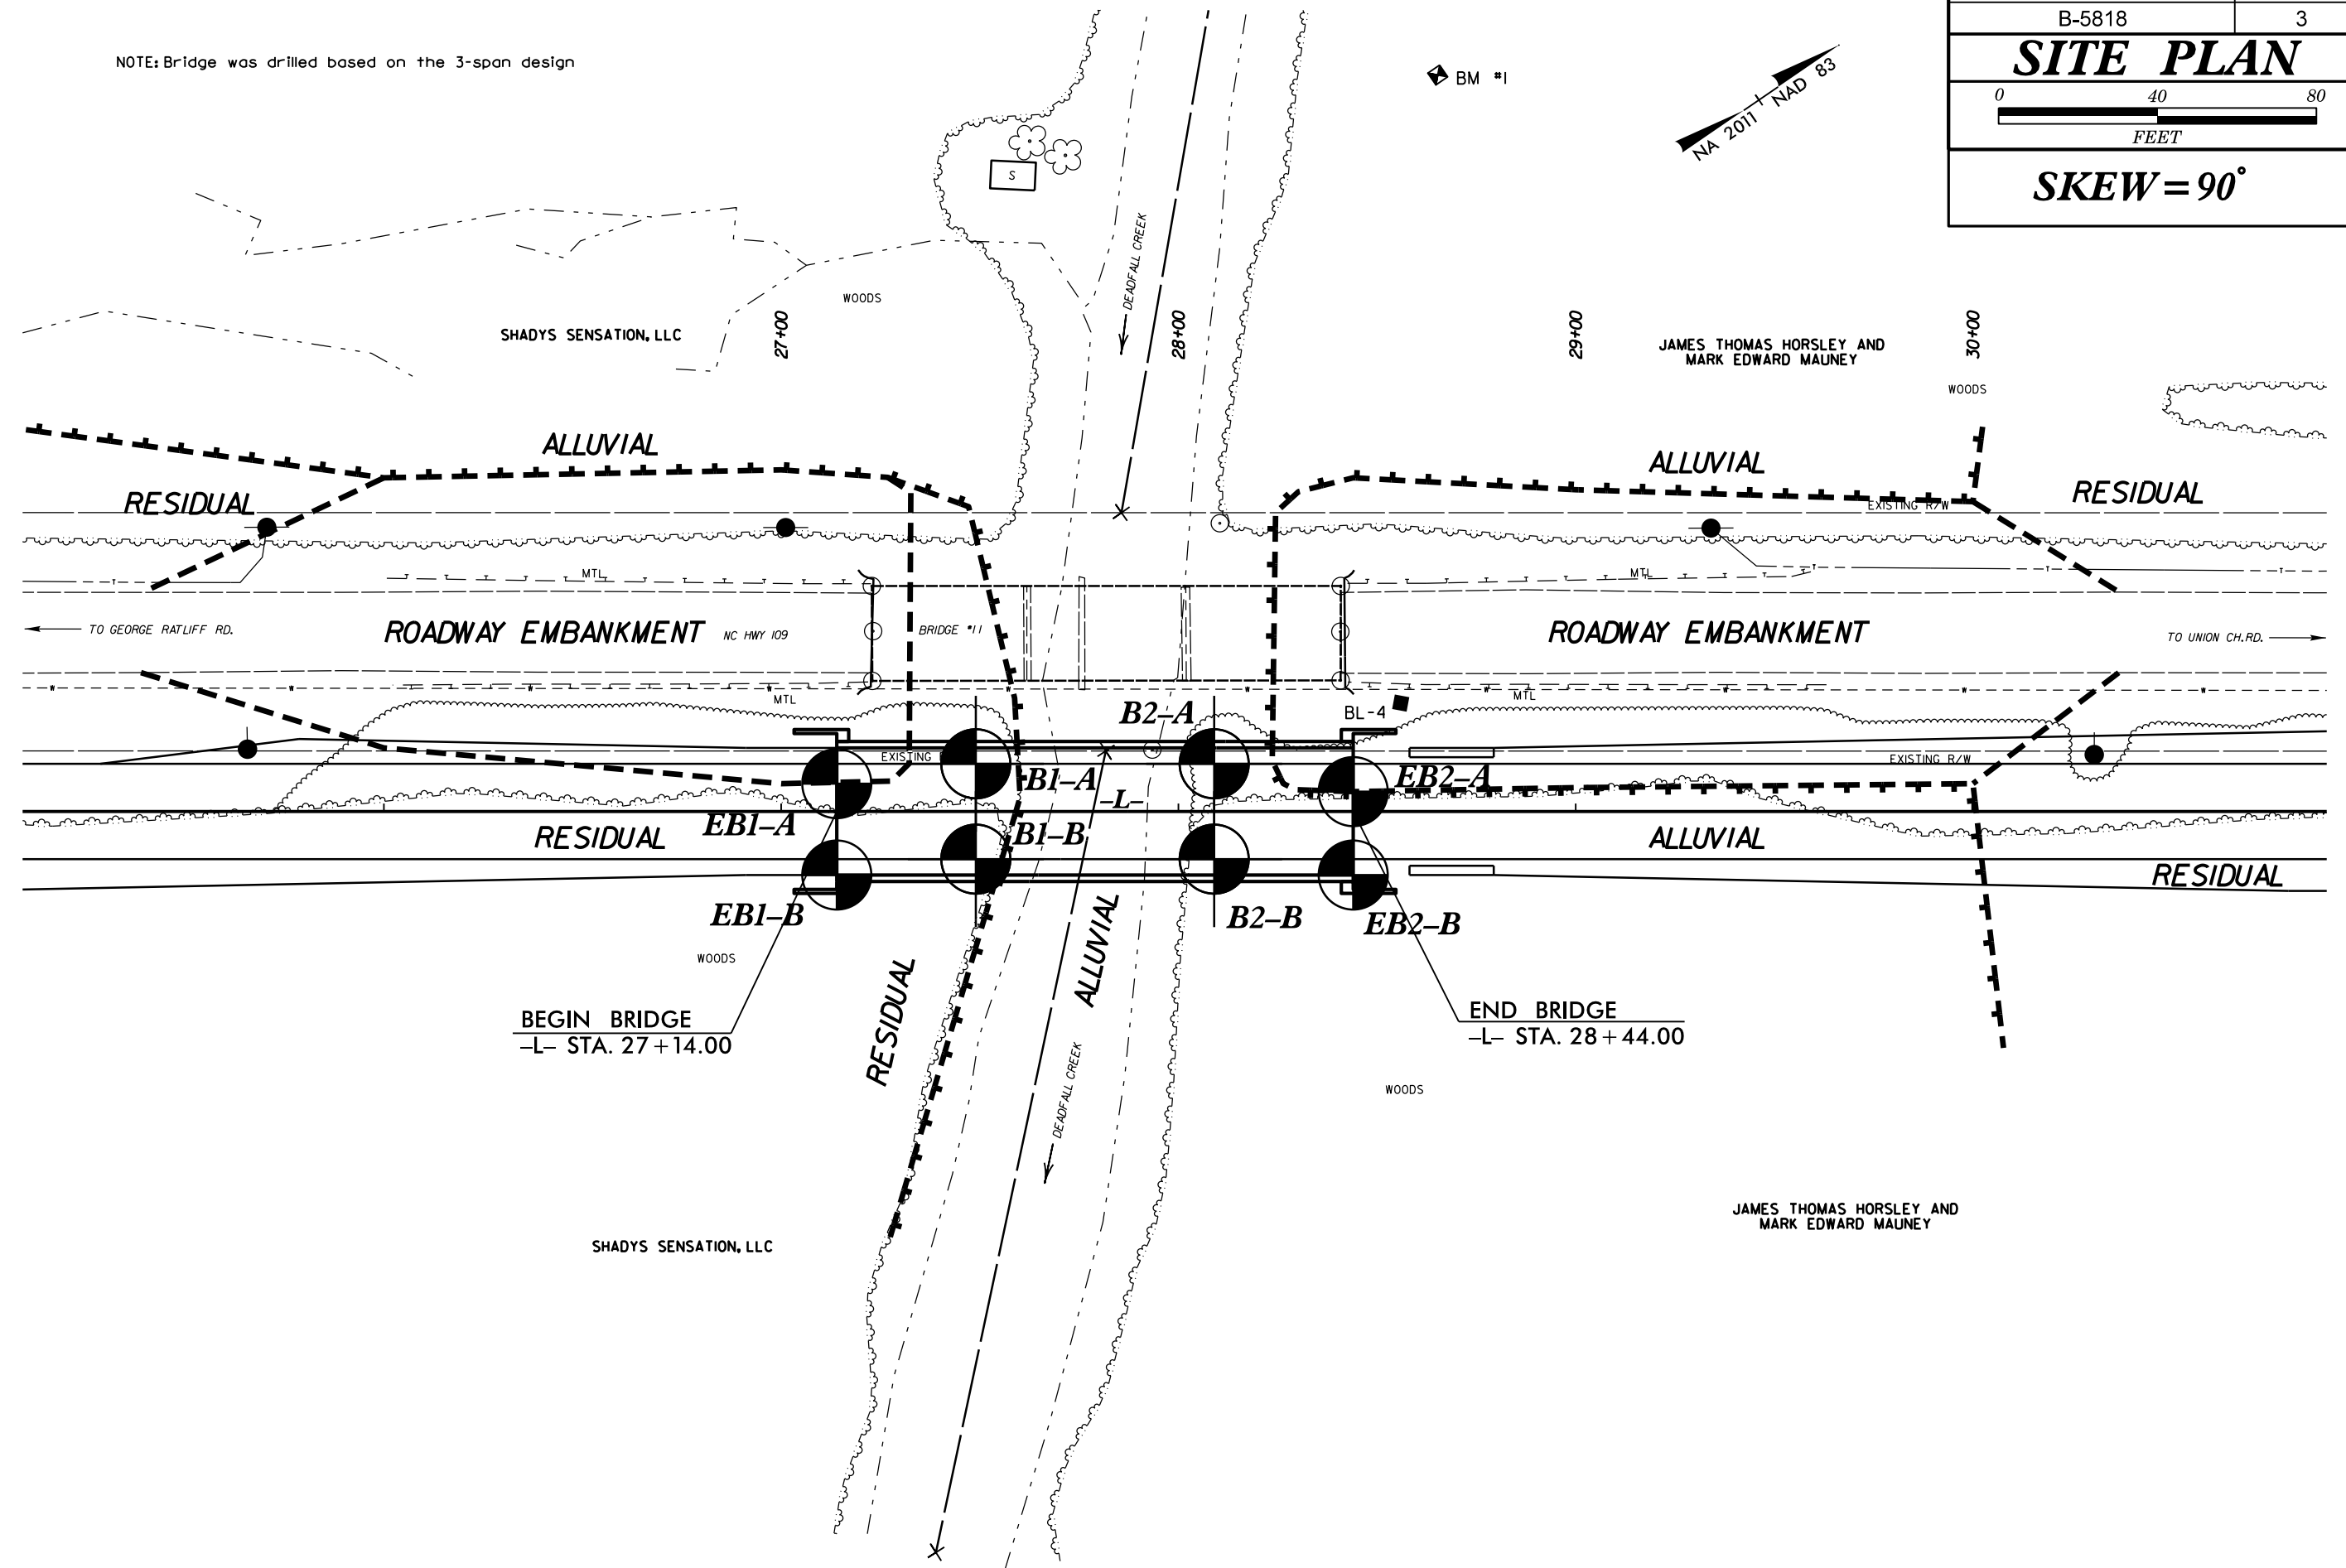 B-5818 3
SITE PLAN
0 40 80
FEET
SKEW = 90°
NOTE: Bridge was drilled based on the 3-span design
BM #1
NA 2011 NAD 83
S
DEADFALL CREEK
WOODS
SHADYS SENSATION, LLC
27+00
28+00
29+00
30+00
JAMES THOMAS HORSLEY AND
MARK EDWARD MAUNEY
WOODS
ALLUVIAL
ALLUVIAL
RESIDUAL
RESIDUAL
EXISTING R/W
MTL
MTL
T T T T
TO GEORGE RATLIFF RD.
ROADWAY EMBANKMENT
NC HWY 109
BRIDGE #11
ROADWAY EMBANKMENT
TO UNION CH. RD.
W W W W W W W W W W
MTL
MTL
B2-A
BL-4
EXISTING
EXISTING R/W
B1-A
-L-
EB2-A
EB1-A
B1-B
RESIDUAL
ALLUVIAL
RESIDUAL
EB1-B
B2-B
EB2-B
WOODS
RESIDUAL
ALLUVIAL
BEGIN BRIDGE
-L- STA. 27+14.00
END BRIDGE
-L- STA. 28+44.00
DEADFALL CREEK
WOODS
JAMES THOMAS HORSLEY AND
MARK EDWARD MAUNEY
SHADYS SENSATION, LLC